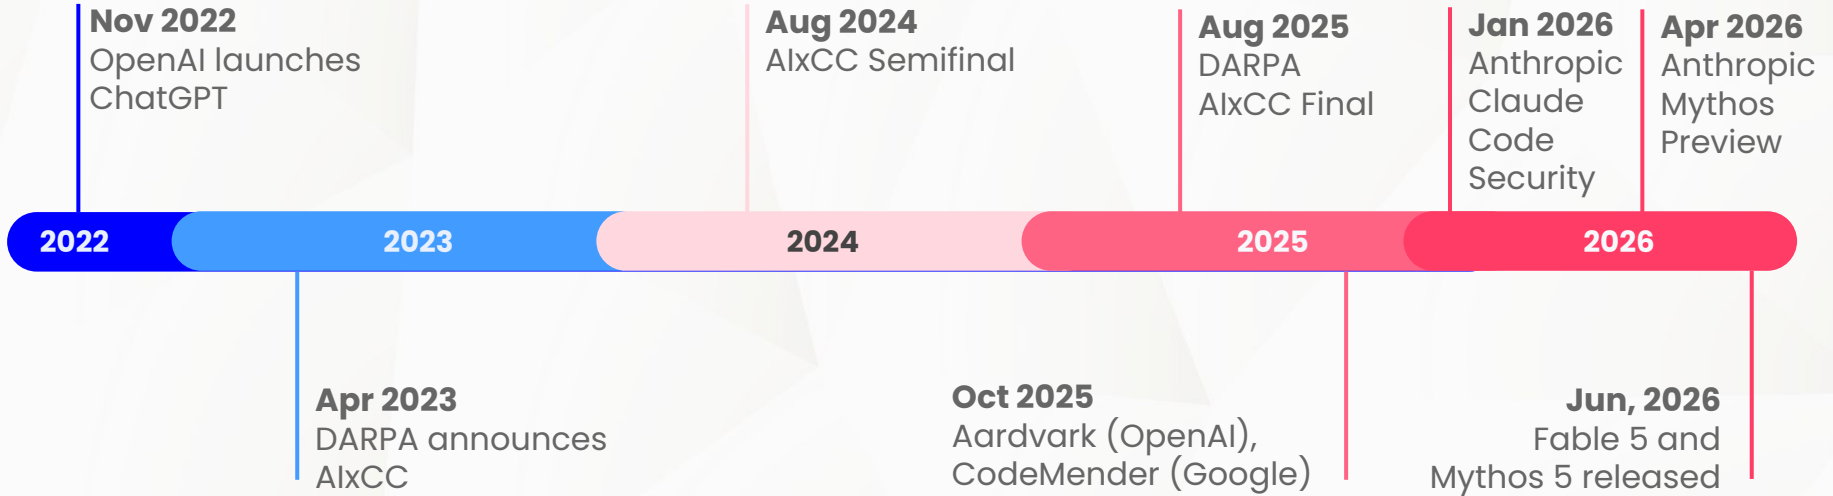 Nov 2022
OpenAI launches
ChatGPT
Aug 2024
AIxCC Semifinal
Aug 2025
DARPA
AIxCC Final
Jan 2026
Anthropic
Claude
Code
Security
Apr 2026
Anthropic
Mythos
Preview
2022
2023
2024
2025
2026
Apr 2023
DARPA announces
AIxCC
Oct 2025
Aardvark (OpenAI),
CodeMender (Google)
Jun, 2026
Fable 5 and
Mythos 5 released